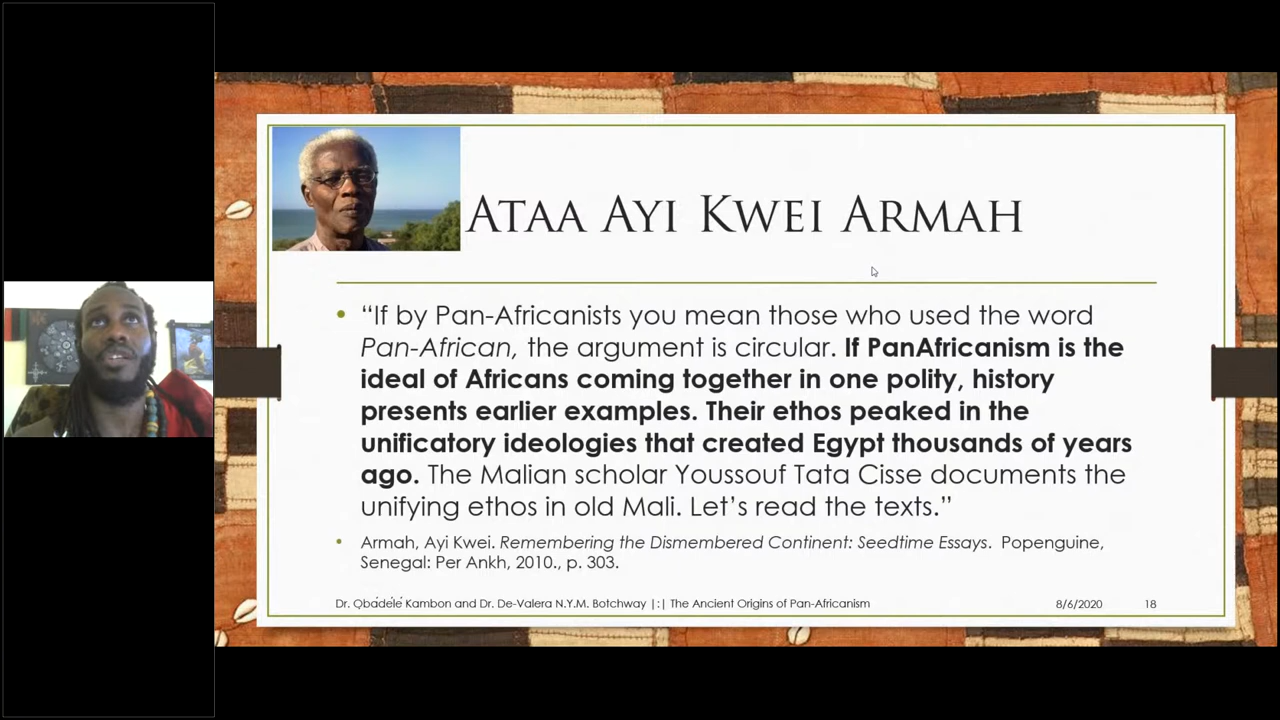 Ataa Ayi Kwei Armah
• “If by Pan-Africanists you mean those who used the word
Pan-African, the argument is circular. If PanAfricanism is the
ideal of Africans coming together in one polity, history
presents earlier examples. Their ethos peaked in the
unificatory ideologies that created Egypt thousands of years
ago. The Malian scholar Youssouf Tata Cisse documents the
unifying ethos in old Mali. Let’s read the texts.”
• Armah, Ayi Kwei. Remembering the Dismembered Continent: Seedtime Essays. Popenguine,
Senegal: Per Ankh, 2010., p. 303.
Dr. Ọbádélé Kambon and Dr. De-Valera N.Y.M. Botchway |:| The Ancient Origins of Pan-Africanism 8/6/2020 18